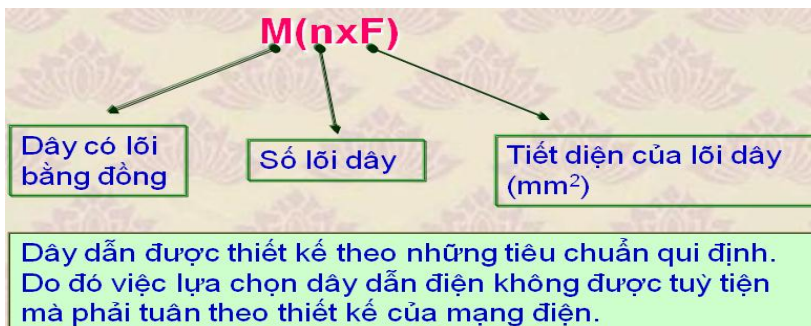 M(nxF)
Dây có lõi
bằng đồng
Số lõi dây
Tiết diện của lõi dây
(mm²)
Dây dẫn được thiết kế theo những tiêu chuẩn qui định.
Do đó việc lựa chọn dây dẫn điện không được tuỳ tiện
mà phải tuân theo thiết kế của mạng điện.